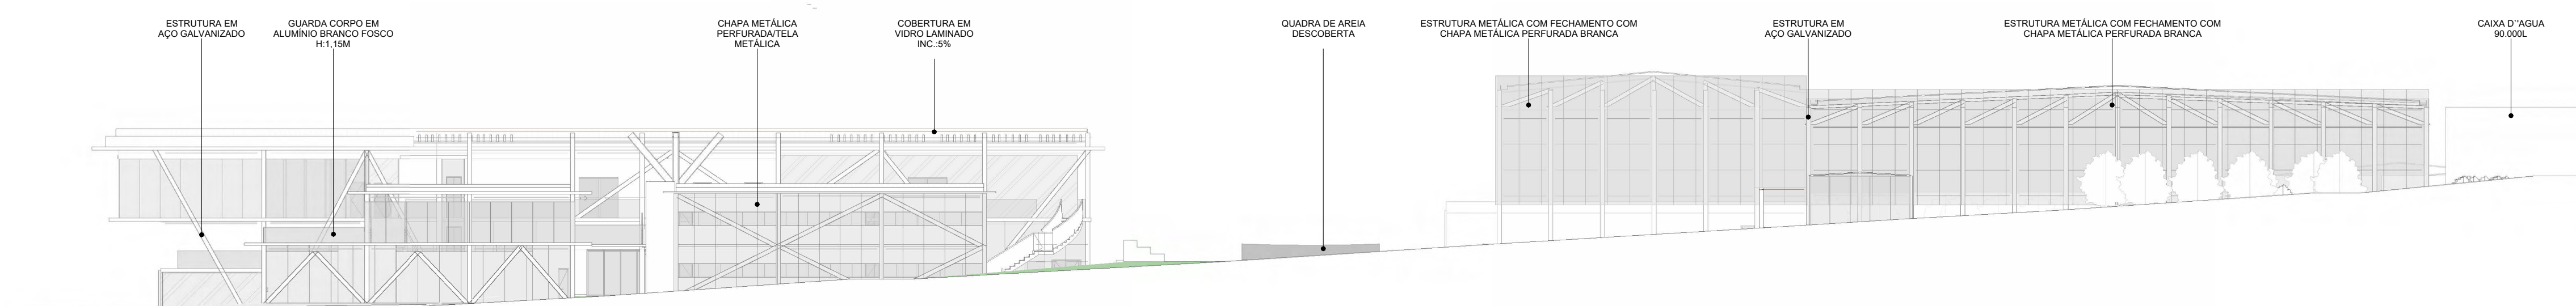 ESTRUTURA EM
AÇO GALVANIZADO
GUARDA CORPO EM
ALUMÍNIO BRANCO FOSCO
H:1,15M
CHAPA METÁLICA
PERFURADA/TELA
METÁLICA
COBERTURA EM
VIDRO LAMINADO
INC.:5%
QUADRA DE AREIA
DESCOBERTA
ESTRUTURA METÁLICA COM FECHAMENTO COM
CHAPA METÁLICA PERFURADA BRANCA
ESTRUTURA EM
AÇO GALVANIZADO
ESTRUTURA METÁLICA COM FECHAMENTO COM
CHAPA METÁLICA PERFURADA BRANCA
CAIXA D´'AGUA
90.000L